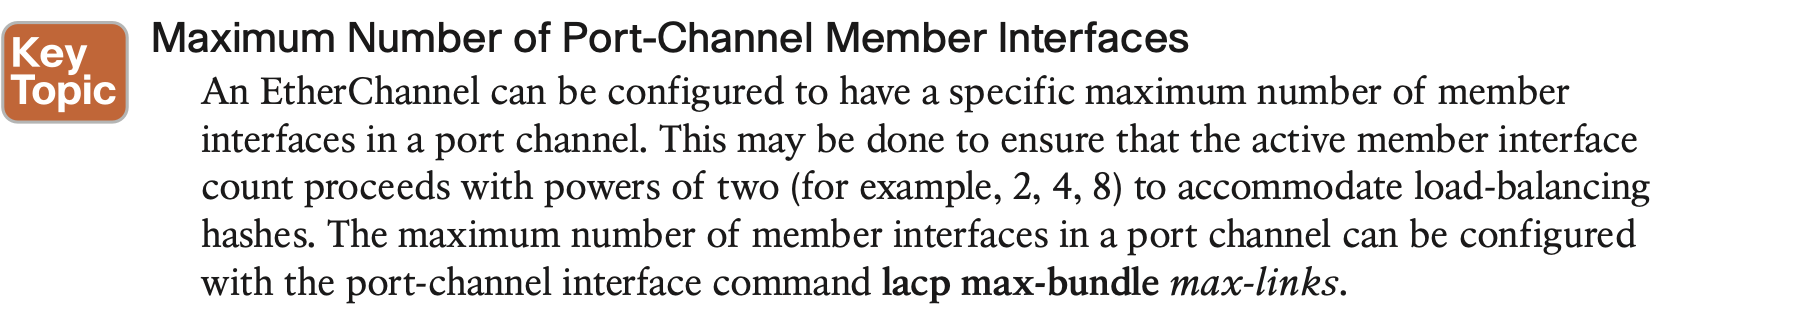 Key
Topic
Maximum Number of Port-Channel Member Interfaces
An EtherChannel can be configured to have a specific maximum number of member
interfaces in a port channel. This may be done to ensure that the active member interface
count proceeds with powers of two (for example, 2, 4, 8) to accommodate load-balancing
hashes. The maximum number of member interfaces in a port channel can be configured
with the port-channel interface command lacp max-bundle max-links.